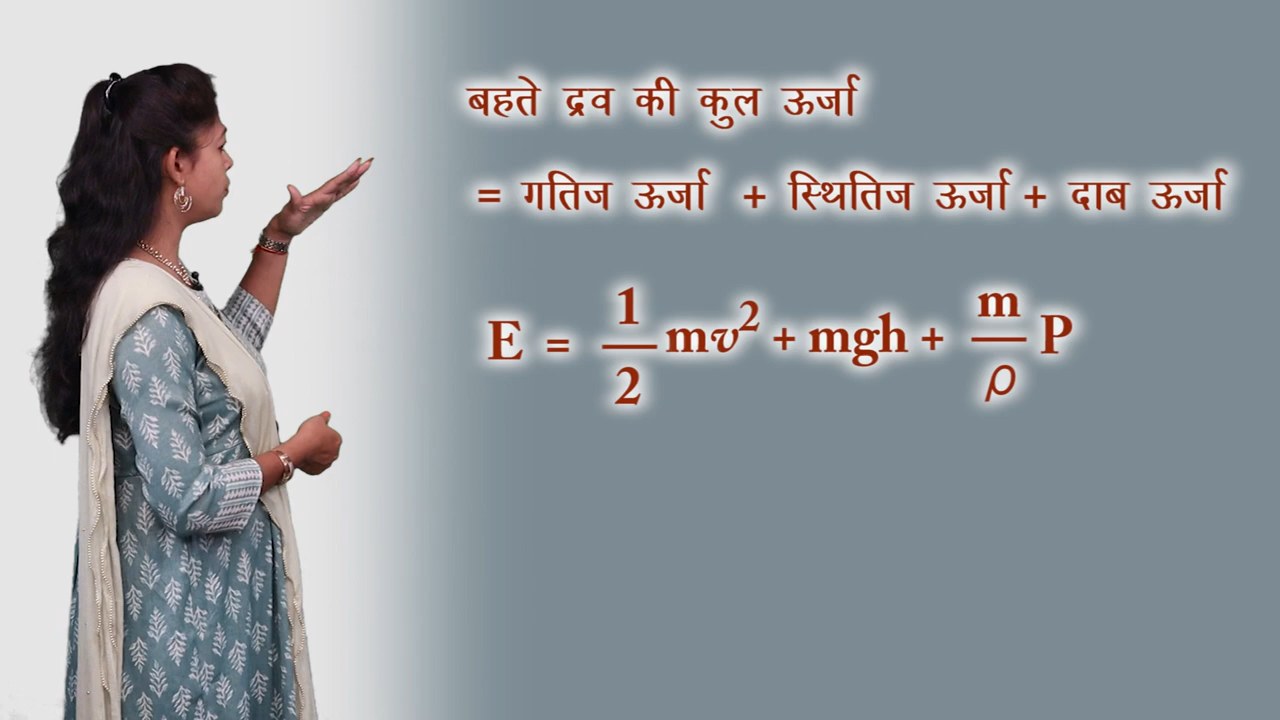 बहते द्रव की कुल ऊर्जा
= गतिज ऊर्जा + स्थितिज ऊर्जा + दाब ऊर्जा
E = 1/2 mv² + mgh + m/ρ P